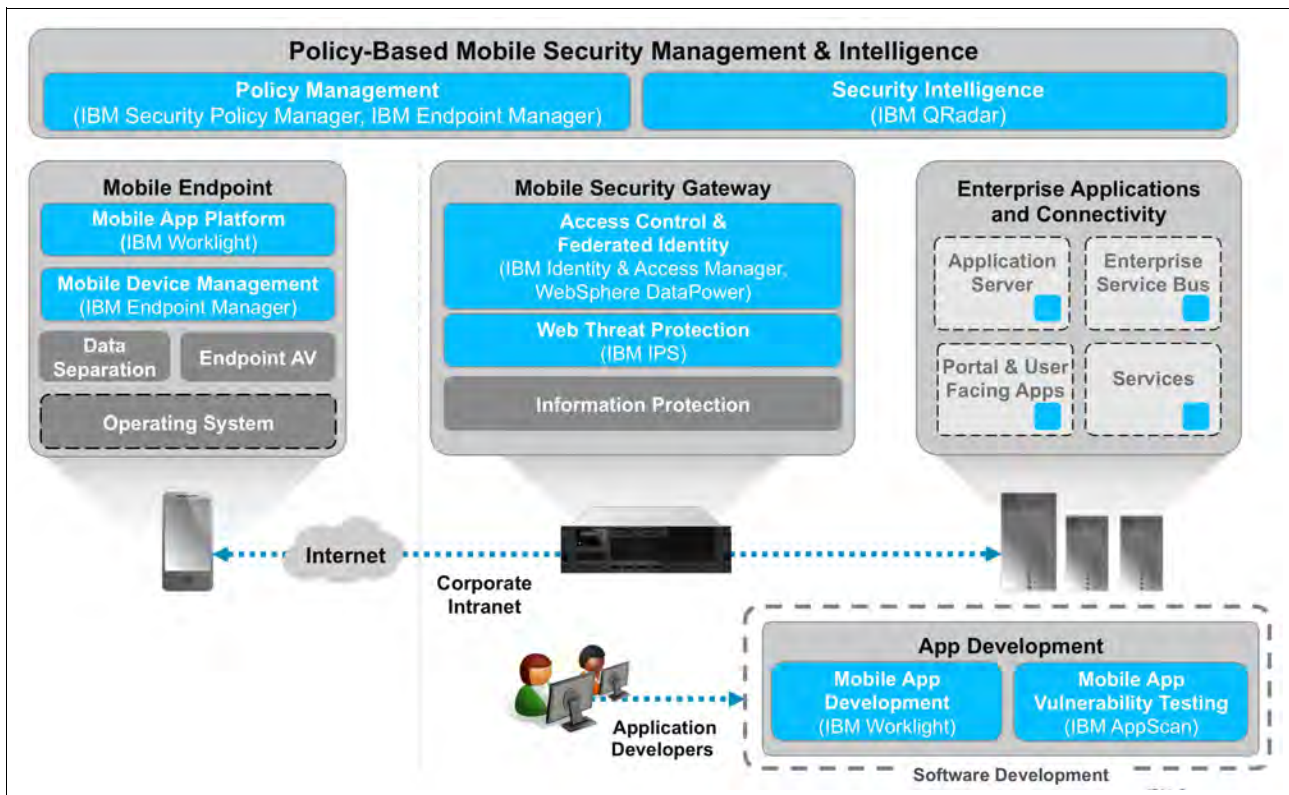 Policy-Based Mobile Security Management & Intelligence
Policy Management
(IBM Security Policy Manager, IBM Endpoint Manager)
Security Intelligence
(IBM QRadar)
Mobile Endpoint
Mobile App Platform
(IBM Worklight)
Mobile Device Management
(IBM Endpoint Manager)
Data
Separation
Endpoint AV
Operating System
Mobile Security Gateway
Access Control &
Federated Identity
(IBM Identity & Access Manager,
WebSphere DataPower)
Web Threat Protection
(IBM IPS)
Information Protection
Enterprise Applications
and Connectivity
Application
Server
Enterprise
Service Bus
Portal & User
Facing Apps
Services
Internet
Corporate
Intranet
Application
Developers
App Development
Mobile App
Development
(IBM Worklight)
Mobile App
Vulnerability Testing
(IBM AppScan)
Software Development